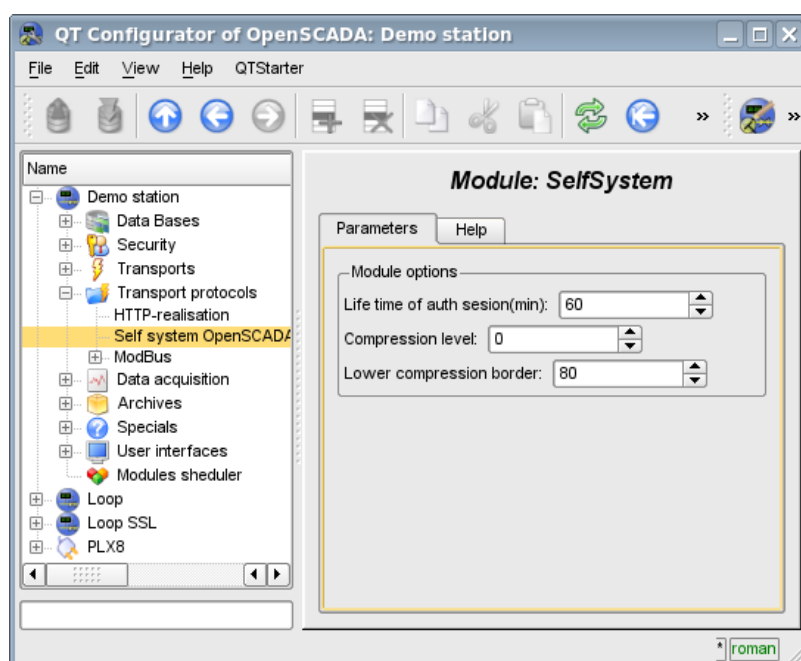 QT Configurator of OpenSCADA: Demo station
File Edit View Help QTStarter
» »
Name
Demo station
Data Bases
Security
Transports
Transport protocols
HTTP-realisation
Self system OpenSCADA
ModBus
Data acquisition
Archives
Specials
User interfaces
Modules sheduler
Loop
Loop SSL
PLX8
Module: SelfSystem
Parameters Help
Module options
Life time of auth sesion(min): 60
Compression level: 0
Lower compression border: 80
* roman